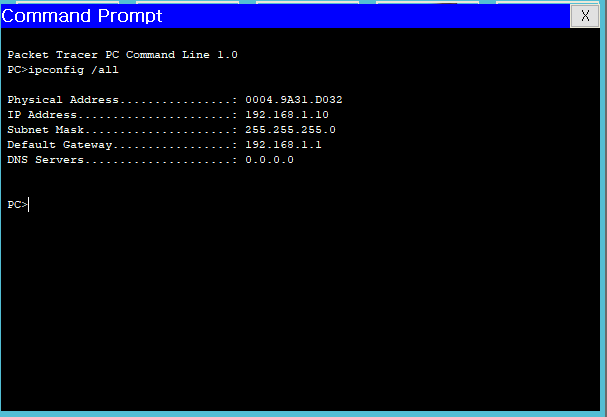 Command Prompt
X
Packet Tracer PC Command Line 1.0
PC>ipconfig /all
Physical Address................: 0004.9A31.D032
IP Address......................: 192.168.1.10
Subnet Mask.....................: 255.255.255.0
Default Gateway.................: 192.168.1.1
DNS Servers.....................: 0.0.0.0
PC>